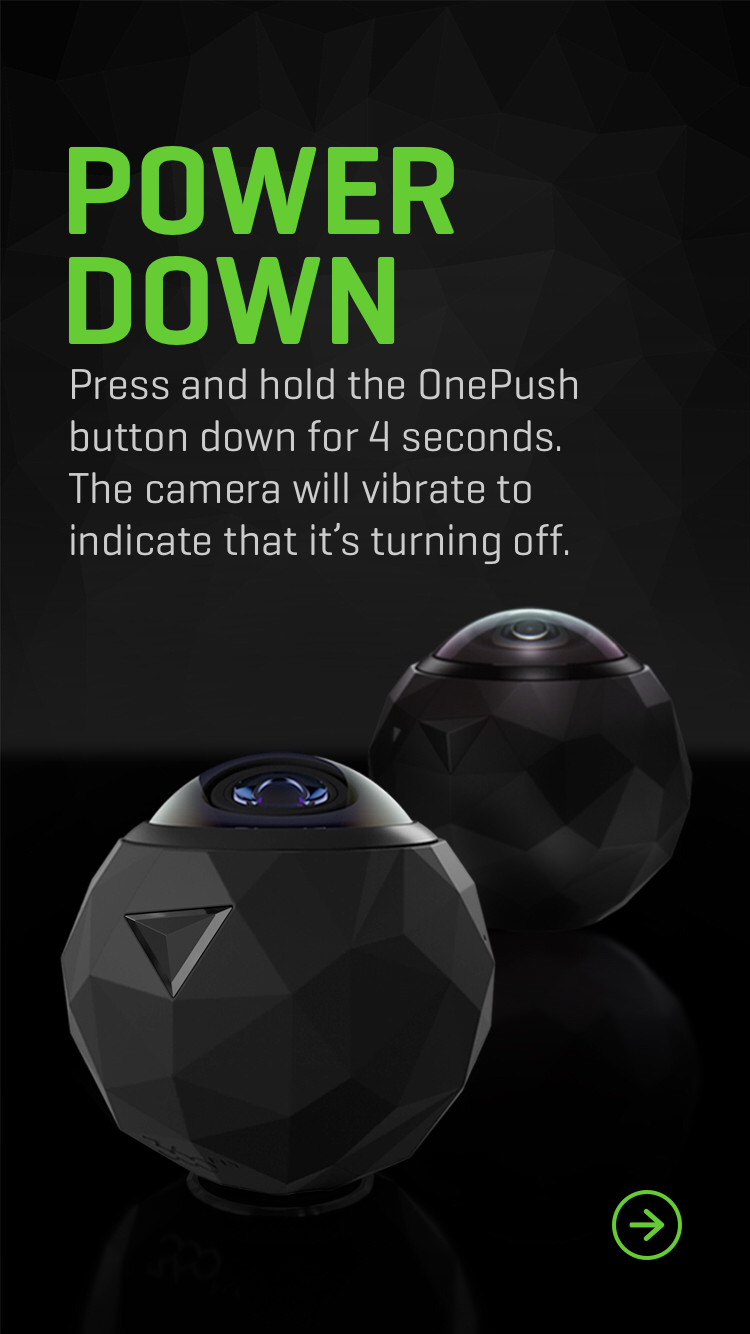 POWER
DOWN
Press and hold the OnePush
button down for 4 seconds.
The camera will vibrate to
indicate that it’s turning off.